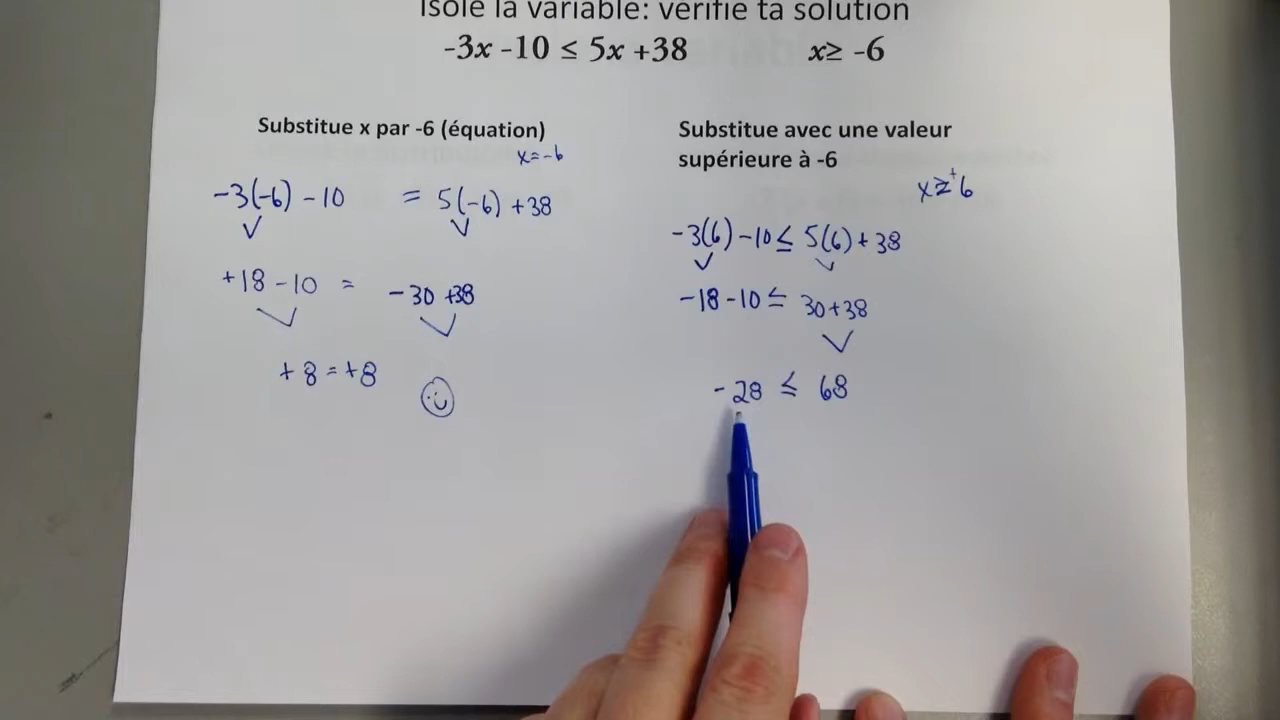 Isole la variable: vérifie ta solution
-3x -10 ≤ 5x +38 x≥ -6
Substitue x par -6 (équation)
x=-6
-3(-6) -10 = 5(-6) +38
+18 -10 = -30 +38
+8 = +8
Substitue avec une valeur
supérieure à -6
x≥+6
-3(6) -10 ≤ 5(6) + 38
-18 -10 ≤ 30+38
-28 ≤ 68